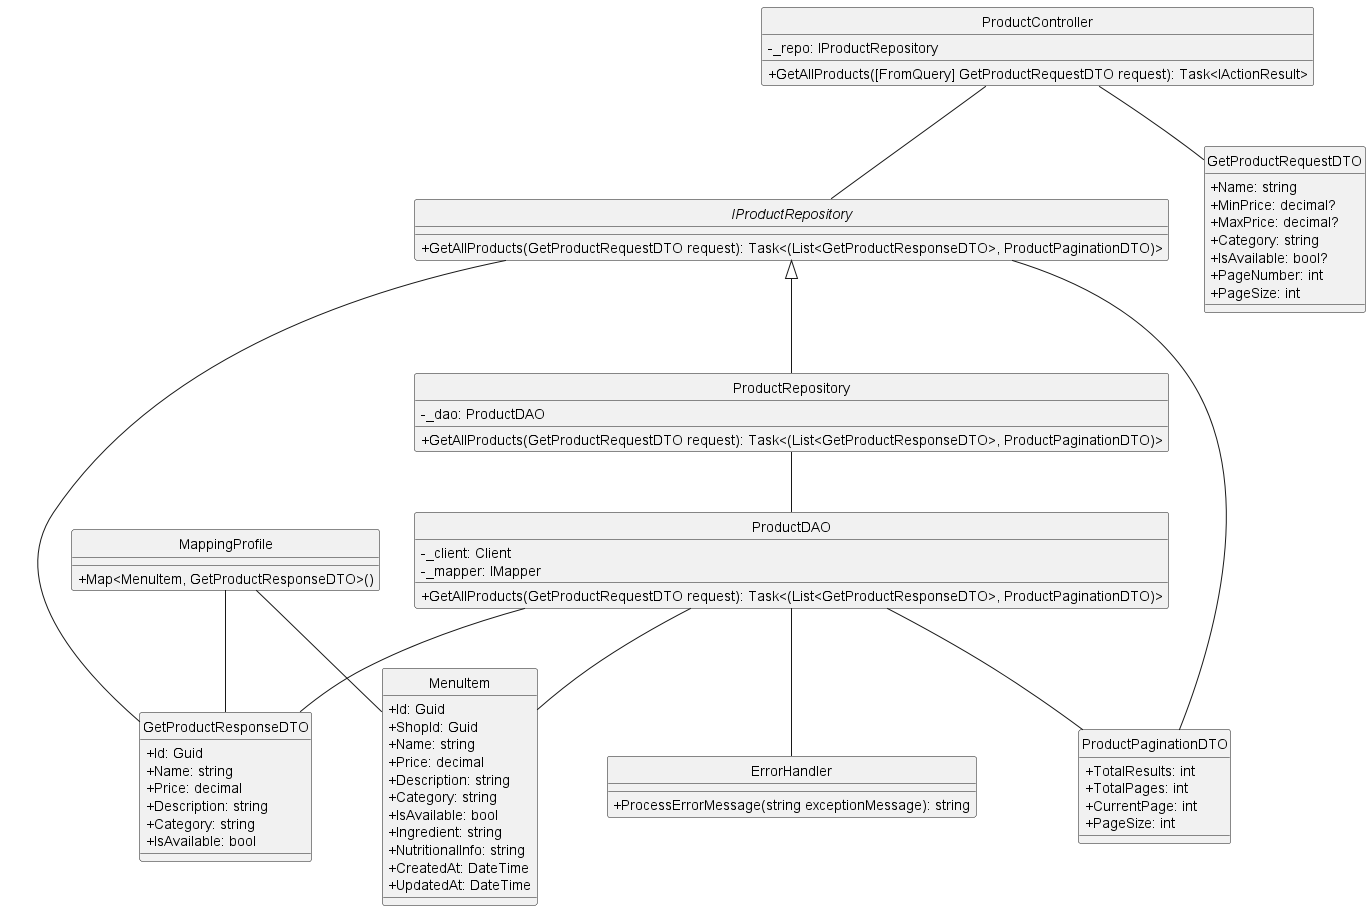 ProductController
-_repo: IProductRepository
+GetAllProducts([FromQuery] GetProductRequestDTO request): Task<IActionResult>
GetProductRequestDTO
+Name: string
+MinPrice: decimal?
+MaxPrice: decimal?
+Category: string
+IsAvailable: bool?
+PageNumber: int
+PageSize: int
IProductRepository
+GetAllProducts(GetProductRequestDTO request): Task<(List<GetProductResponseDTO>, ProductPaginationDTO)>
ProductRepository
-_dao: ProductDAO
+GetAllProducts(GetProductRequestDTO request): Task<(List<GetProductResponseDTO>, ProductPaginationDTO)>
ProductDAO
-_client: Client
-_mapper: IMapper
+GetAllProducts(GetProductRequestDTO request): Task<(List<GetProductResponseDTO>, ProductPaginationDTO)>
MappingProfile
+Map<MenuItem, GetProductResponseDTO>()
GetProductResponseDTO
+Id: Guid
+Name: string
+Price: decimal
+Description: string
+Category: string
+IsAvailable: bool
MenuItem
+Id: Guid
+ShopId: Guid
+Name: string
+Price: decimal
+Description: string
+Category: string
+IsAvailable: bool
+Ingredient: string
+NutritionalInfo: string
+CreatedAt: DateTime
+UpdatedAt: DateTime
ErrorHandler
+ProcessErrorMessage(string exceptionMessage): string
ProductPaginationDTO
+TotalResults: int
+TotalPages: int
+CurrentPage: int
+PageSize: int